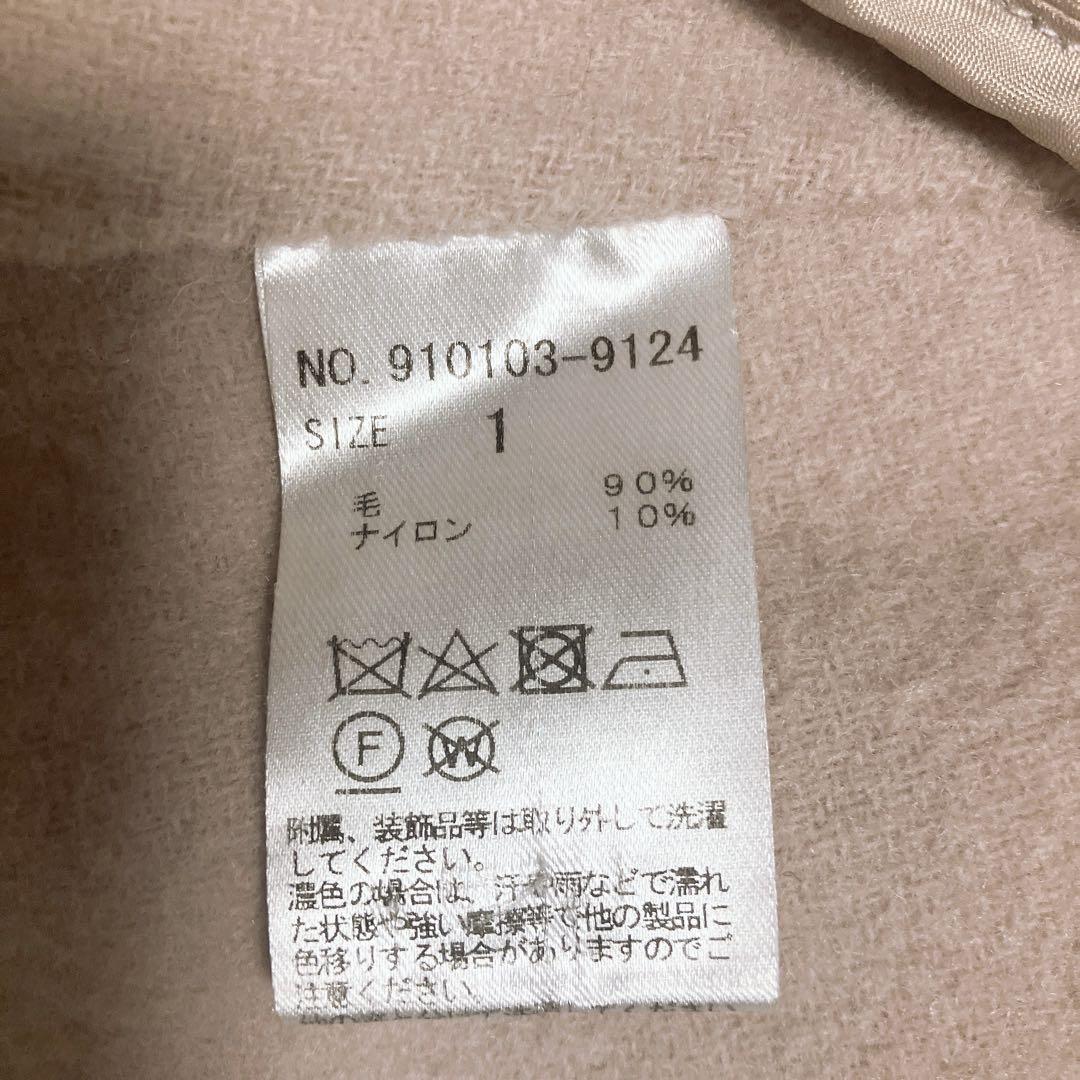 NO. 910103-9124
SIZE 1
毛 90%
ナイロン 10%
F
W
附属、装飾品等は取り外して洗濯
してください。
濃色の場合は、汗や雨などで濡れ
た状態や強い摩擦等で他の製品に
色移りする場合がありますのでご
注意ください